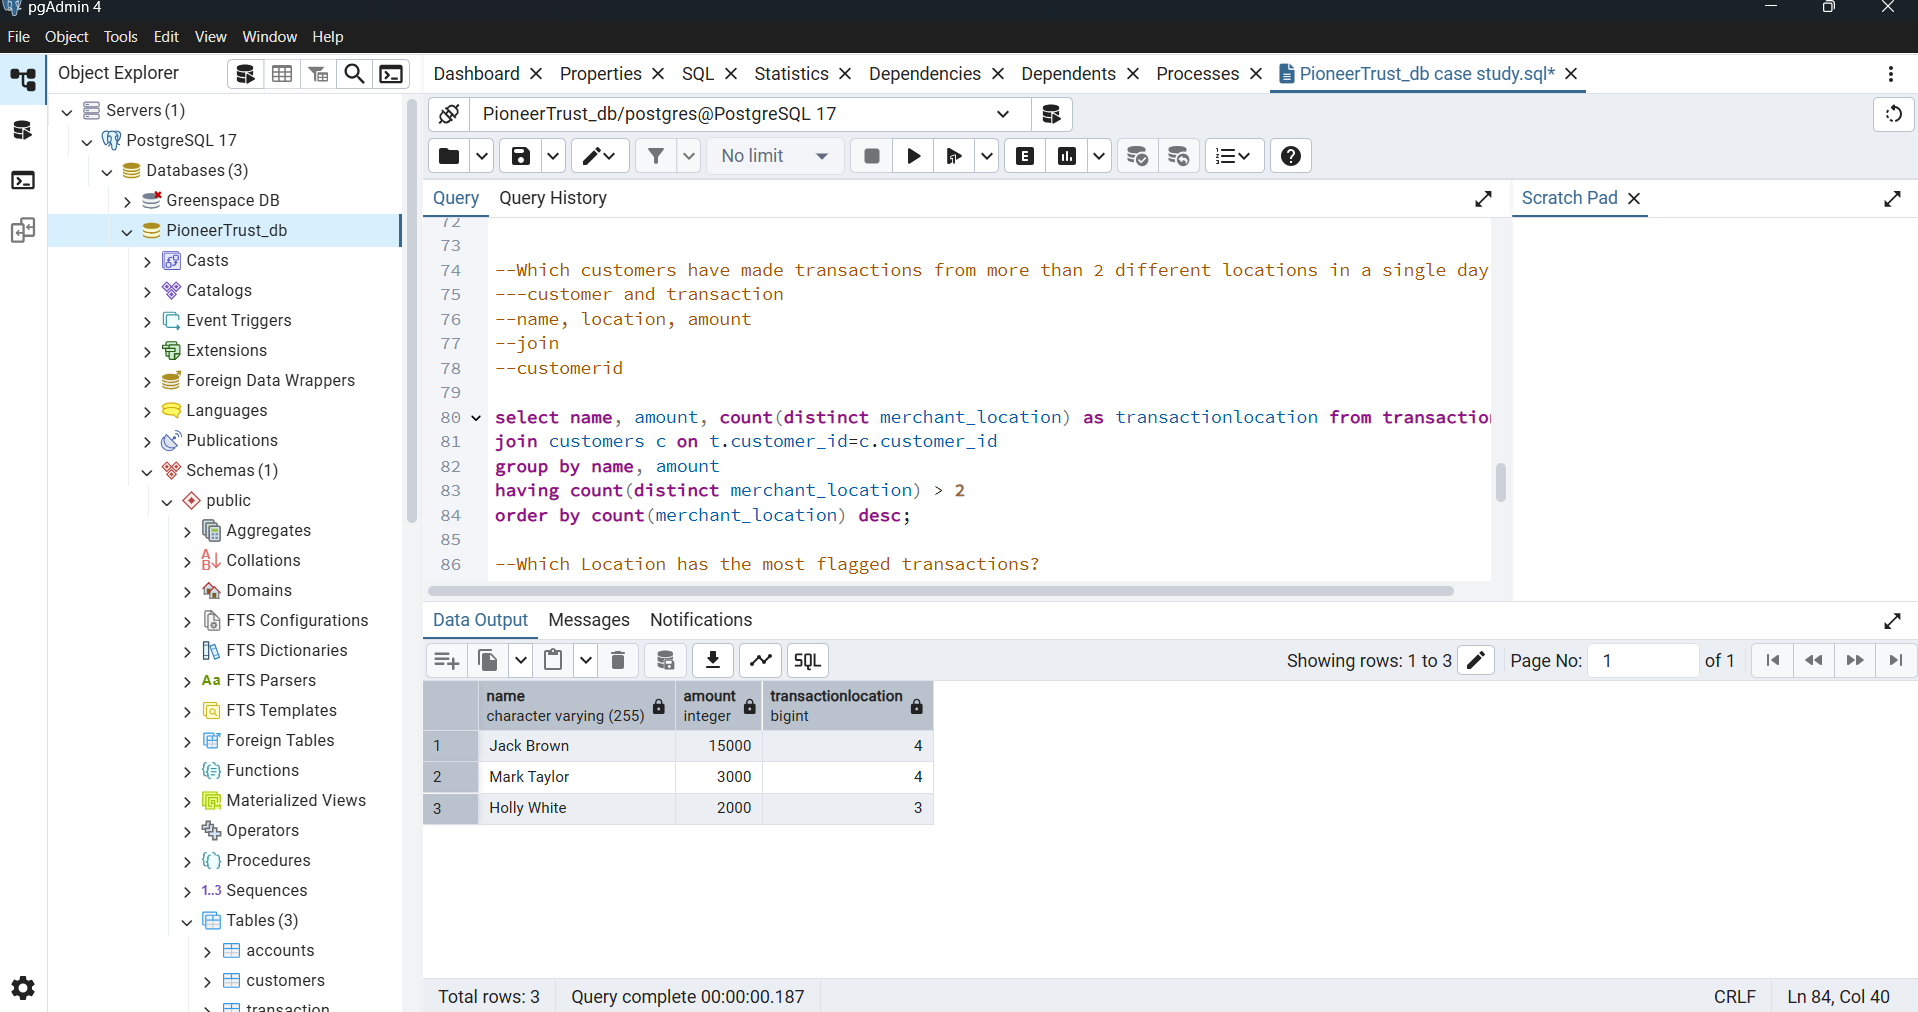 pgAdmin 4
File Object Tools Edit View Window Help
Object Explorer
Dashboard Properties SQL Statistics Dependencies Dependents Processes PioneerTrust_db case study.sql*
Servers (1)
PostgreSQL 17
Databases (3)
Greenspace DB
PioneerTrust_db
Casts
Catalogs
Event Triggers
Extensions
Foreign Data Wrappers
Languages
Publications
Schemas (1)
public
Aggregates
Collations
Domains
FTS Configurations
FTS Dictionaries
Aa FTS Parsers
FTS Templates
Foreign Tables
Functions
Materialized Views
Operators
Procedures
1..3 Sequences
Tables (3)
accounts
customers
transaction
PioneerTrust_db/postgres@PostgreSQL 17
No limit
E
Query Query History
Scratch Pad
72
73
74 --Which customers have made transactions from more than 2 different locations in a single day
75 ---customer and transaction
76 --name, location, amount
77 --join
78 --customerid
79
80 select name, amount, count(distinct merchant_location) as transactionlocation from transactio
81 join customers c on t.customer_id=c.customer_id
82 group by name, amount
83 having count(distinct merchant_location) > 2
84 order by count(merchant_location) desc;
85
86 --Which Location has the most flagged transactions?
Data Output Messages Notifications
SQL
Showing rows: 1 to 3 Page No: 1 of 1
name amount transactionlocation
character varying (255) integer bigint
1 Jack Brown 15000 4
2 Mark Taylor 3000 4
3 Holly White 2000 3
Total rows: 3 Query complete 00:00:00.187 CRLF Ln 84, Col 40